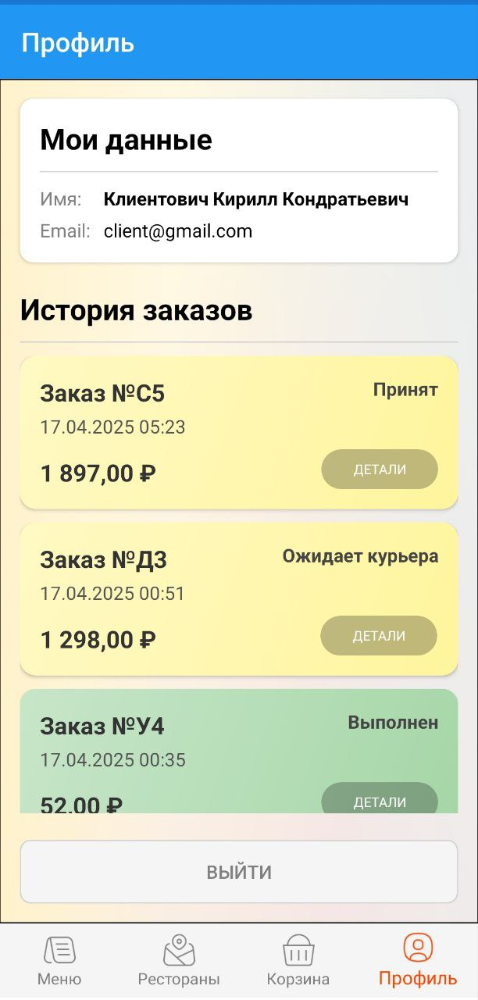 Профиль
Мои данные
Имя: Клиентович Кирилл Кондратьевич
Email: client@gmail.com
История заказов
Заказ №С5 Принят
17.04.2025 05:23
1 897,00 ₽ ДЕТАЛИ
Заказ №Д3 Ожидает курьера
17.04.2025 00:51
1 298,00 ₽ ДЕТАЛИ
Заказ №У4 Выполнен
17.04.2025 00:35
52,00 ₽ ДЕТАЛИ
ВЫЙТИ
Меню Рестораны Корзина Профиль